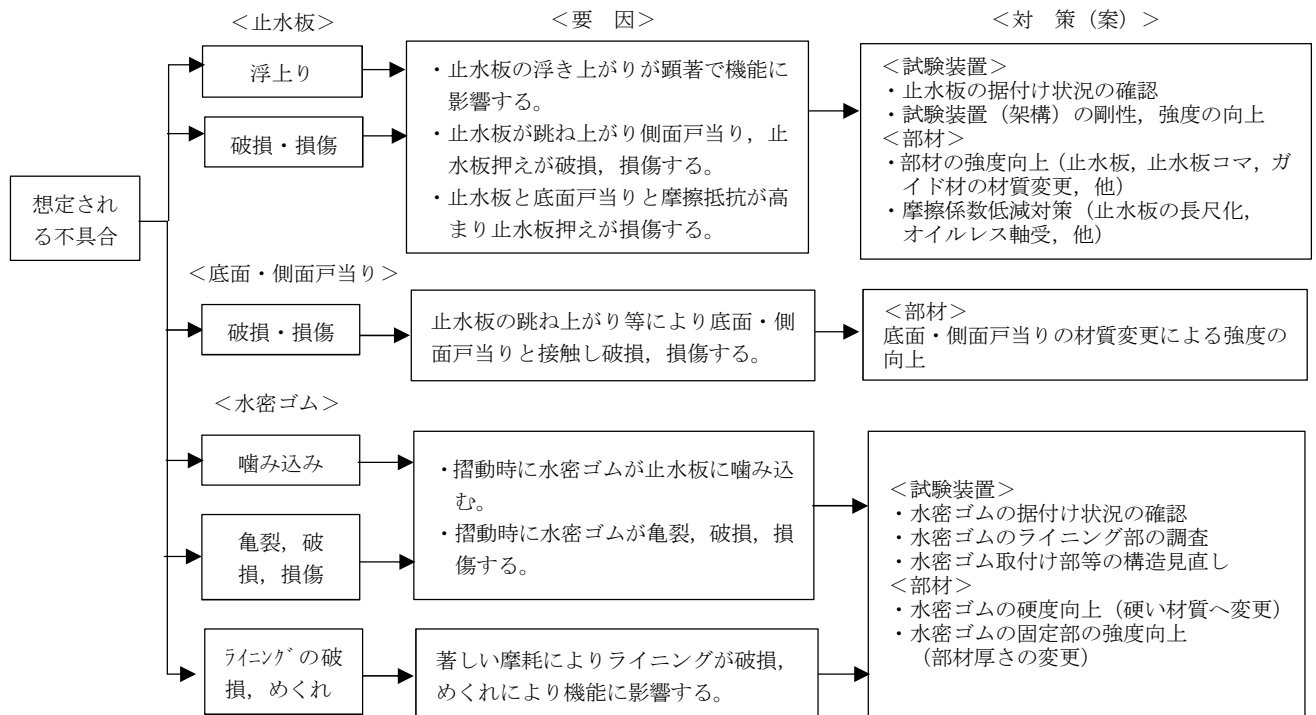 ＜止水板＞
＜要　因＞
＜対　策（案）＞
想定され
る不具合
浮上り
破損・損傷
・止水板の浮き上がりが顕著で機能に
影響する。
・止水板が跳ね上がり側面戸当り，止
水板押えが破損，損傷する。
・止水板と底面戸当りと摩擦抵抗が高
まり止水板押えが損傷する。
＜試験装置＞
・止水板の据付け状況の確認
・試験装置（架構）の剛性，強度の向上
＜部材＞
・部材の強度向上（止水板，止水板コマ，ガ
イド材の材質変更，他）
・摩擦係数低減対策（止水板の長尺化，
オイルレス軸受，他）
＜底面・側面戸当り＞
破損・損傷
止水板の跳ね上がり等により底面・側
面戸当りと接触し破損，損傷する。
＜部材＞
底面・側面戸当りの材質変更による強度の
向上
＜水密ゴム＞
噛み込み
亀裂，破
損，損傷
・摺動時に水密ゴムが止水板に噛み込
む。
・摺動時に水密ゴムが亀裂，破損，損
傷する。
ﾗｲﾆﾝｸﾞの破
損，めくれ
著しい摩耗によりライニングが破損，
めくれにより機能に影響する。
＜試験装置＞
・水密ゴムの据付け状況の確認
・水密ゴムのライニング部の調査
・水密ゴム取付け部等の構造見直し
＜部材＞
・水密ゴムの硬度向上（硬い材質へ変更）
・水密ゴムの固定部の強度向上
（部材厚さの変更）